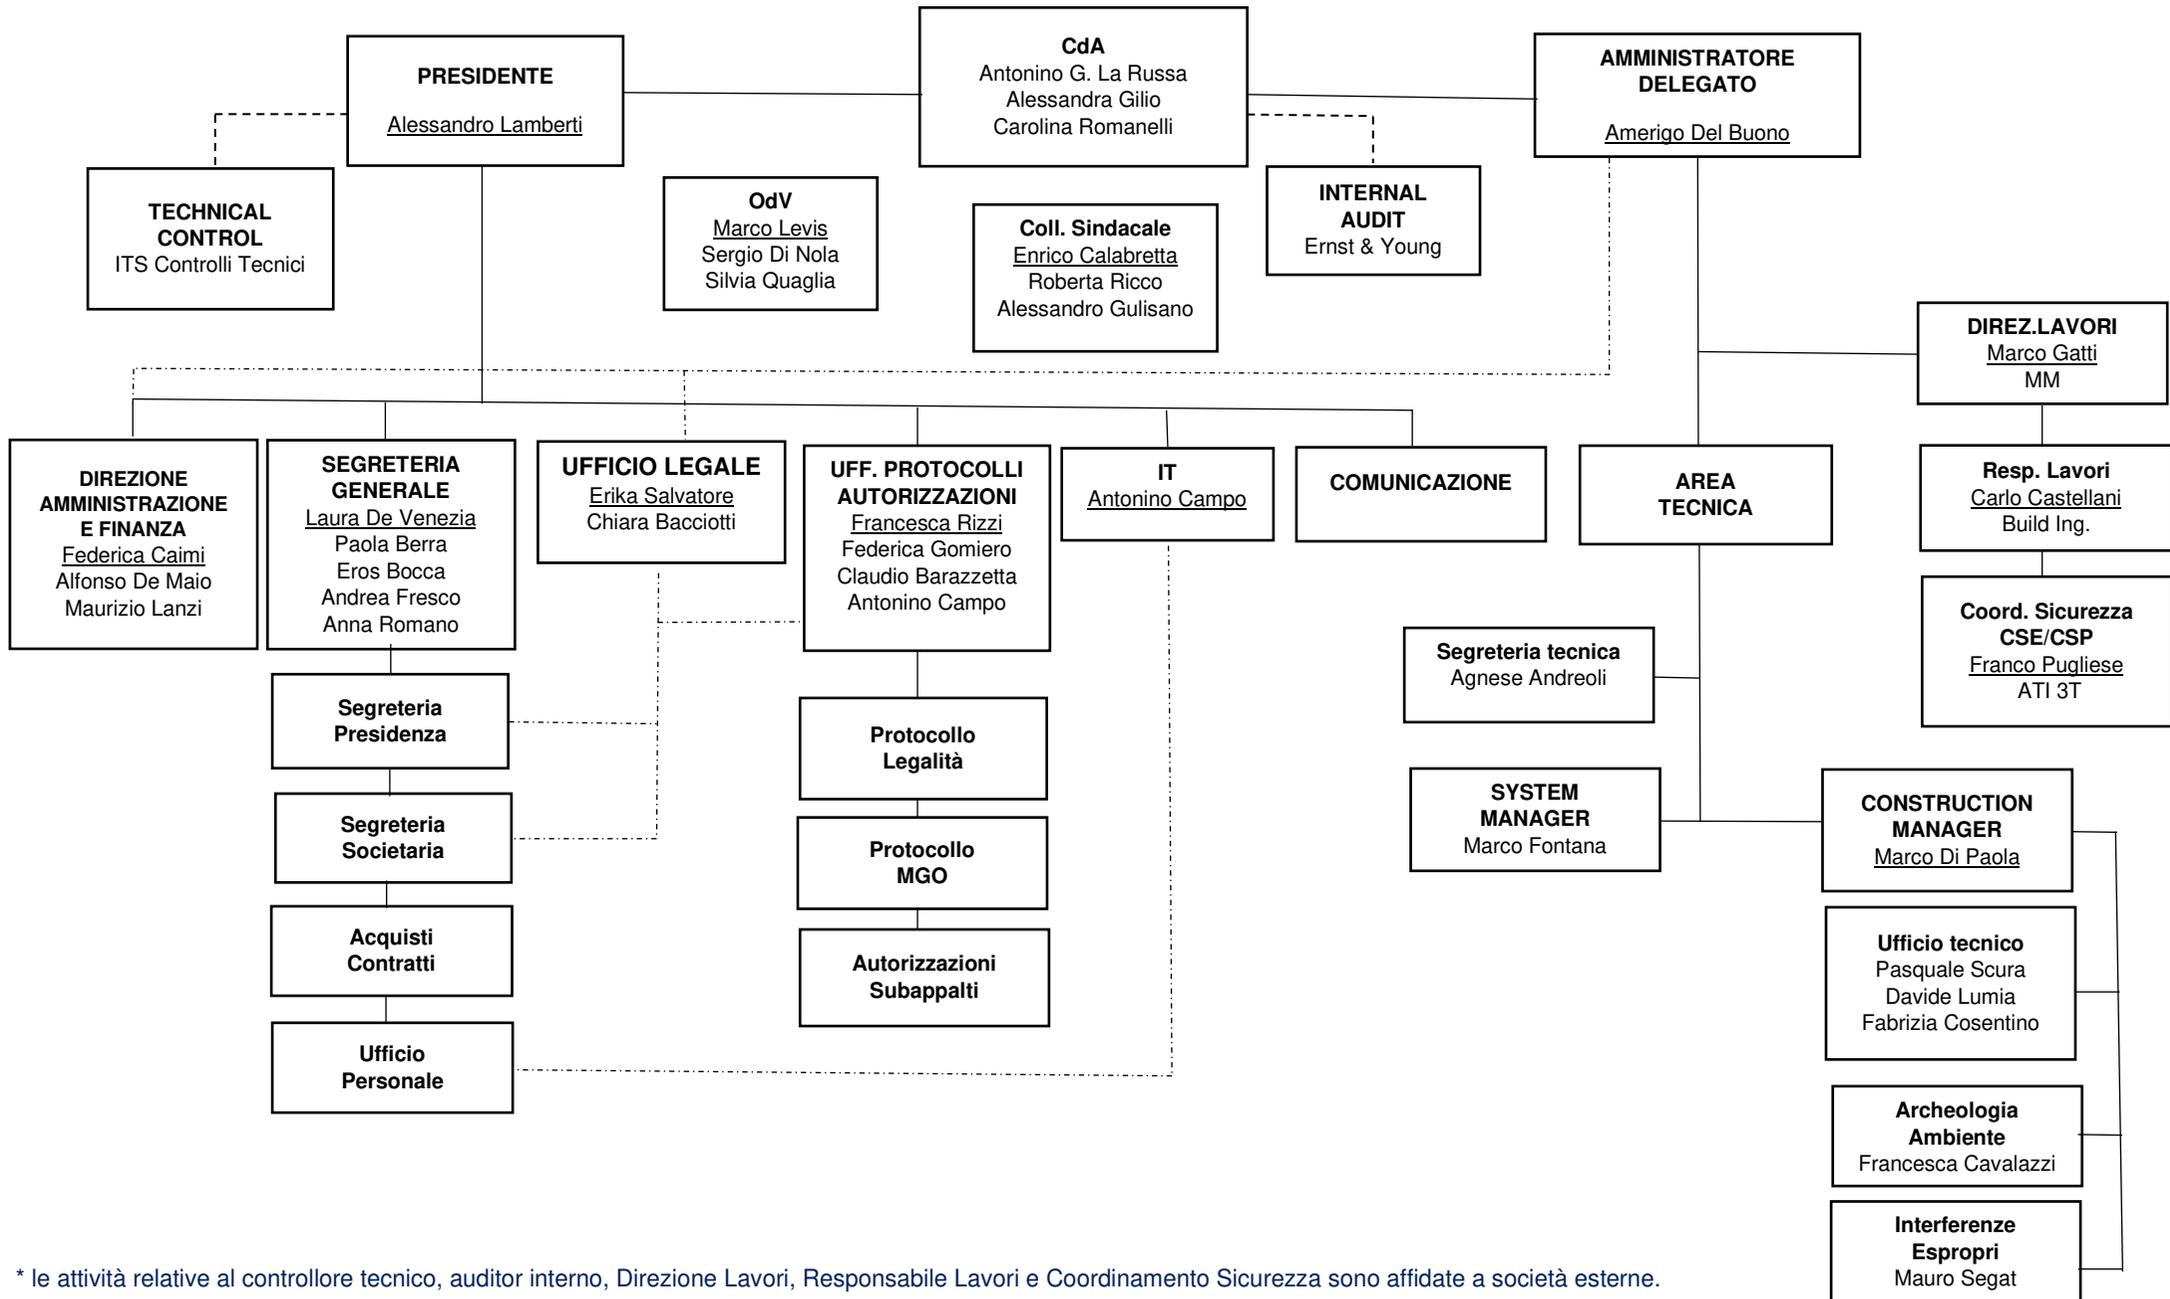 PRESIDENTE
Alessandro Lamberti
CdA
Antonino G. La Russa
Alessandra Gilio
Carolina Romanelli
AMMINISTRATORE
DELEGATO
Amerigo Del Buono
TECHNICAL
CONTROL
ITS Controlli Tecnici
OdV
Marco Levis
Sergio Di Nola
Silvia Quaglia
Coll. Sindacale
Enrico Calabretta
Roberta Ricco
Alessandro Gulisano
INTERNAL
AUDIT
Ernst & Young
DIREZ.LAVORI
Marco Gatti
MM
DIREZIONE
AMMINISTRAZIONE
E FINANZA
Federica Caimi
Alfonso De Maio
Maurizio Lanzi
SEGRETERIA
GENERALE
Laura De Venezia
Paola Berra
Eros Bocca
Andrea Fresco
Anna Romano
UFFICIO LEGALE
Erika Salvatore
Chiara Bacciotti
UFF. PROTOCOLLI
AUTORIZZAZIONI
Francesca Rizzi
Federica Gomiero
Claudio Barazzetta
Antonino Campo
IT
Antonino Campo
COMUNICAZIONE
AREA
TECNICA
Resp. Lavori
Carlo Castellani
Build Ing.
Coord. Sicurezza
CSE/CSP
Franco Pugliese
ATI 3T
Segreteria
Presidenza
Segreteria
Societaria
Acquisti
Contratti
Ufficio
Personale
Protocollo
Legalità
Protocollo
MGO
Autorizzazioni
Subappalti
Segreteria tecnica
Agnese Andreoli
SYSTEM
MANAGER
Marco Fontana
CONSTRUCTION
MANAGER
Marco Di Paola
Ufficio tecnico
Pasquale Scura
Davide Lumia
Fabrizia Cosentino
Archeologia
Ambiente
Francesca Cavalazzi
Interferenze
Espropri
Mauro Segat
* le attività relative al controllore tecnico, auditor interno, Direzione Lavori, Responsabile Lavori e Coordinamento Sicurezza sono affidate a società esterne.